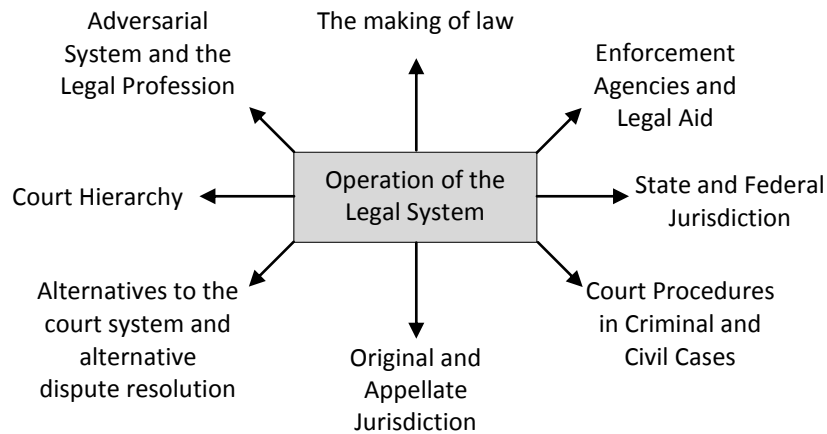 Adversarial
System and the
Legal Profession
The making of law
Enforcement
Agencies and
Legal Aid
Court Hierarchy
Operation of the
Legal System
State and Federal
Jurisdiction
Alternatives to the
court system and
alternative
dispute resolution
Original and
Appellate
Jurisdiction
Court Procedures
in Criminal and
Civil Cases